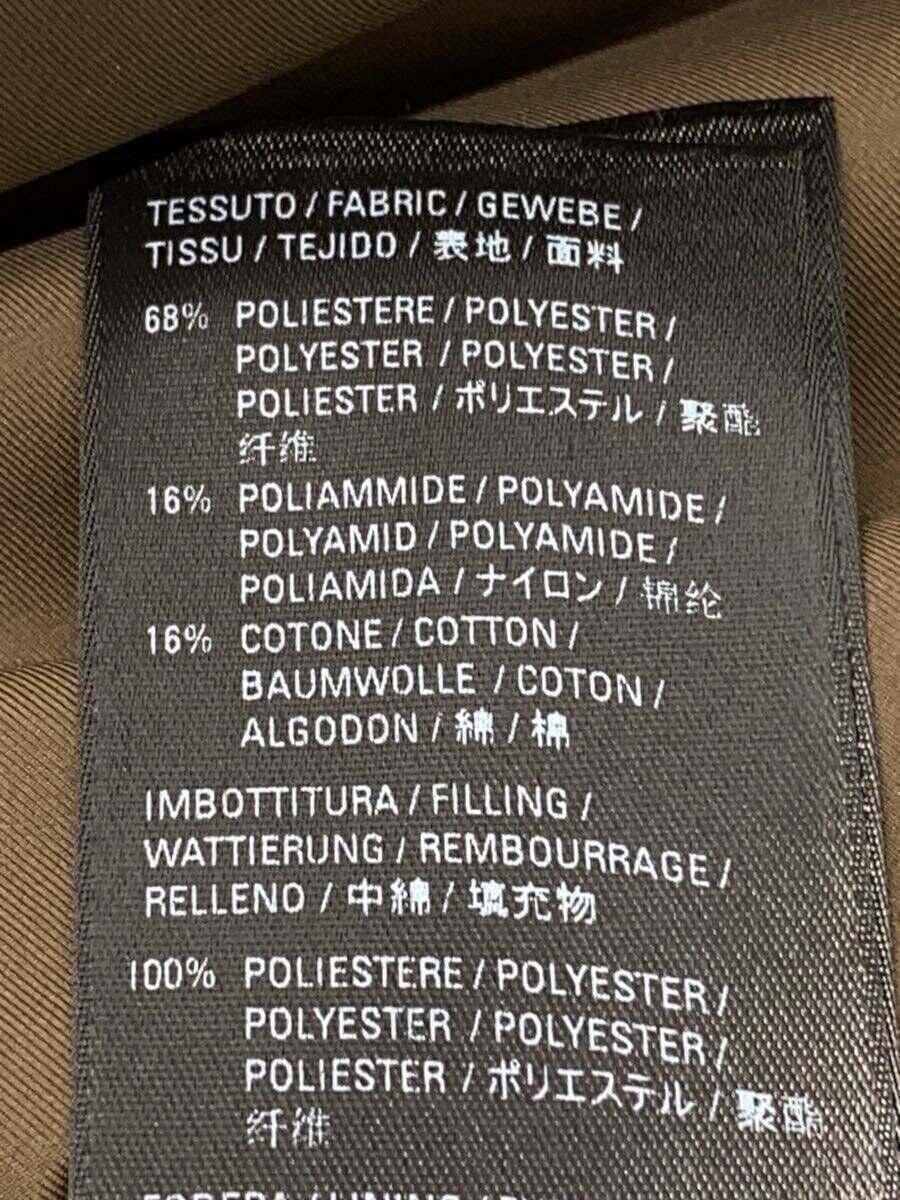 TESSUTO / FABRIC / GEWEBE /
TISSU / TEJIDO / 表地 / 面料
68% POLIESTERE / POLYESTER /
POLYESTER / POLYESTER /
POLIESTER / ポリエステル / 聚酯
纤维
16% POLIAMMIDE / POLYAMIDE /
POLYAMID / POLYAMIDE /
POLIAMIDA / ナイロン / 锦纶
16% COTONE / COTTON /
BAUMWOLLE / COTON /
ALGODON / 綿 / 棉
IMBOTTITURA / FILLING /
WATTIERUNG / REMBOURRAGE /
RELLENO / 中綿 / 填充物
100% POLIESTERE / POLYESTER /
POLYESTER / POLYESTER /
POLIESTER / ポリエステル / 聚酯
纤维
FODERA / LINING /